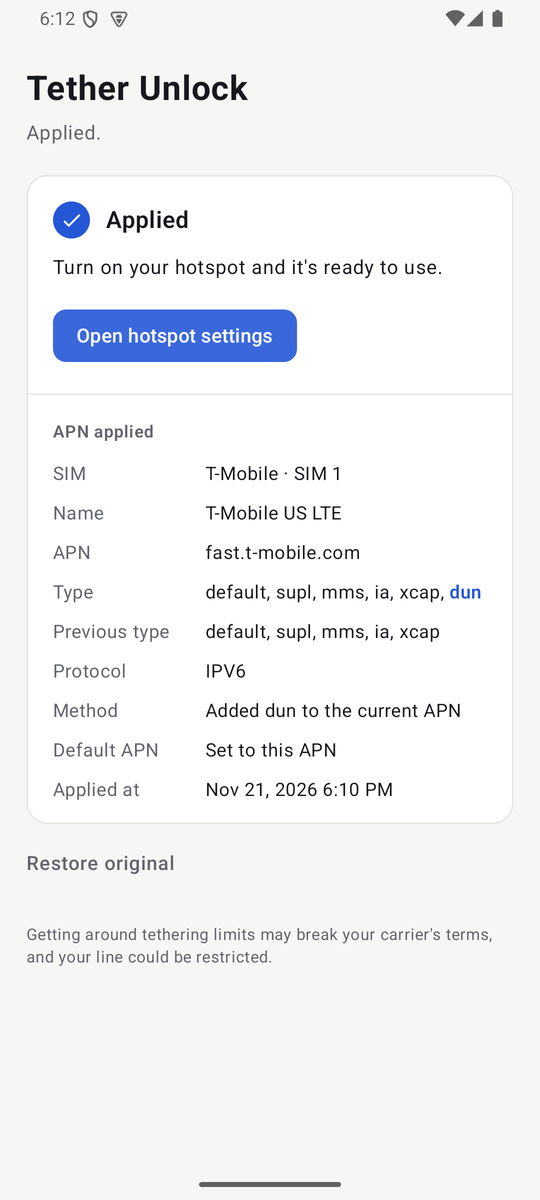 6:12
Tether Unlock
Applied.
Applied
Turn on your hotspot and it's ready to use.
Open hotspot settings
APN applied
SIM T-Mobile · SIM 1
Name T-Mobile US LTE
APN fast.t-mobile.com
Type default, supl, mms, ia, xcap, dun
Previous type default, supl, mms, ia, xcap
Protocol IPV6
Method Added dun to the current APN
Default APN Set to this APN
Applied at Nov 21, 2026 6:10 PM
Restore original
Getting around tethering limits may break your carrier's terms,
and your line could be restricted.